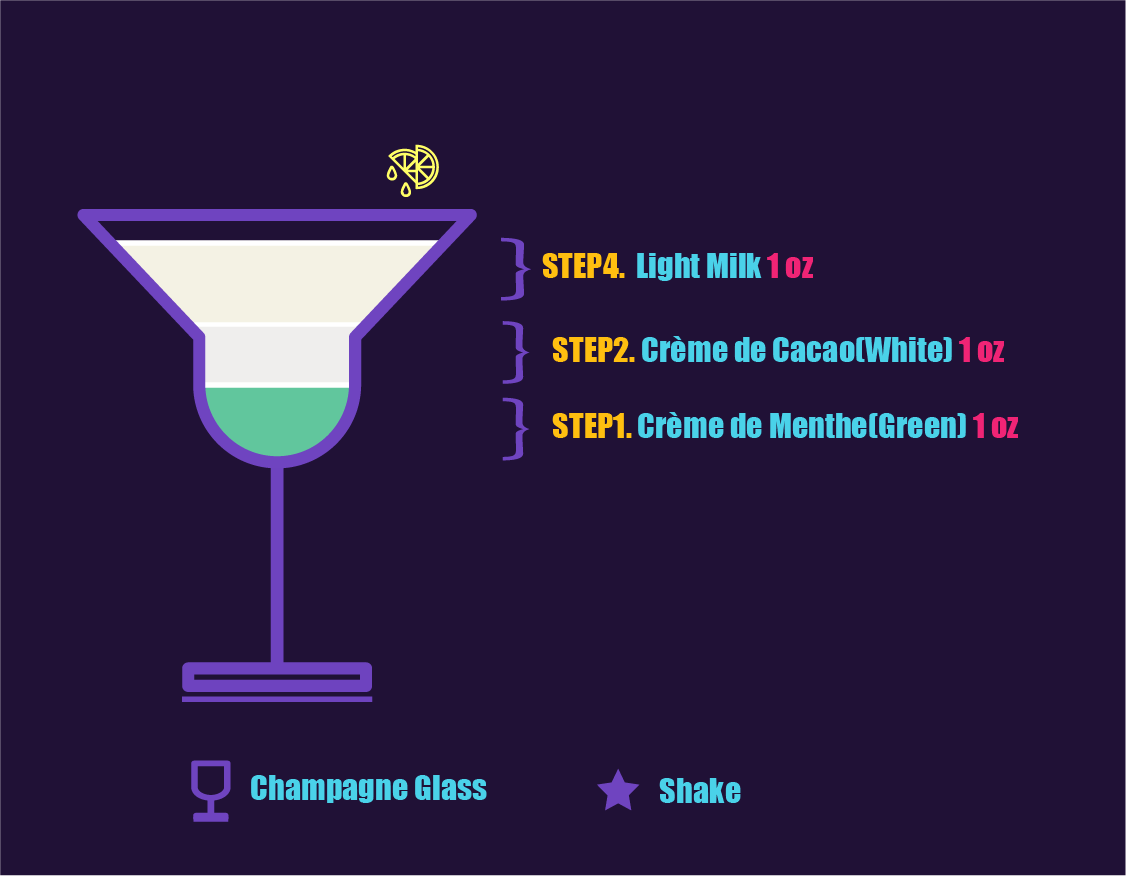 STEP4. Light Milk 1 oz
STEP2. Crème de Cacao(White) 1 oz
STEP1. Crème de Menthe(Green) 1 oz
Champagne Glass
Shake